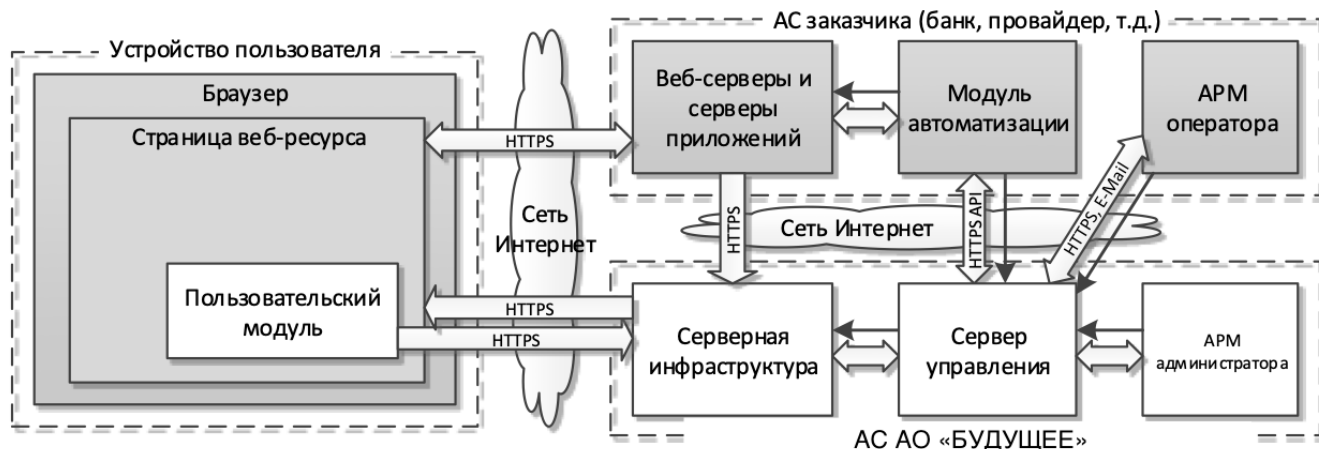 АС заказчика (банк, провайдер, т.д.)
Устройство пользователя
Браузер
Страница веб-ресурса
Пользовательский
модуль
HTTPS
HTTPS
HTTPS
Сеть
Интернет
Веб-серверы и
серверы
приложений
Модуль
автоматизации
АРМ
оператора
HTTPS
HTTPS API
HTTPS, E-Mail
Сеть Интернет
Серверная
инфраструктура
Сервер
управления
АРМ
администратора
АС АО «БУДУЩЕЕ»